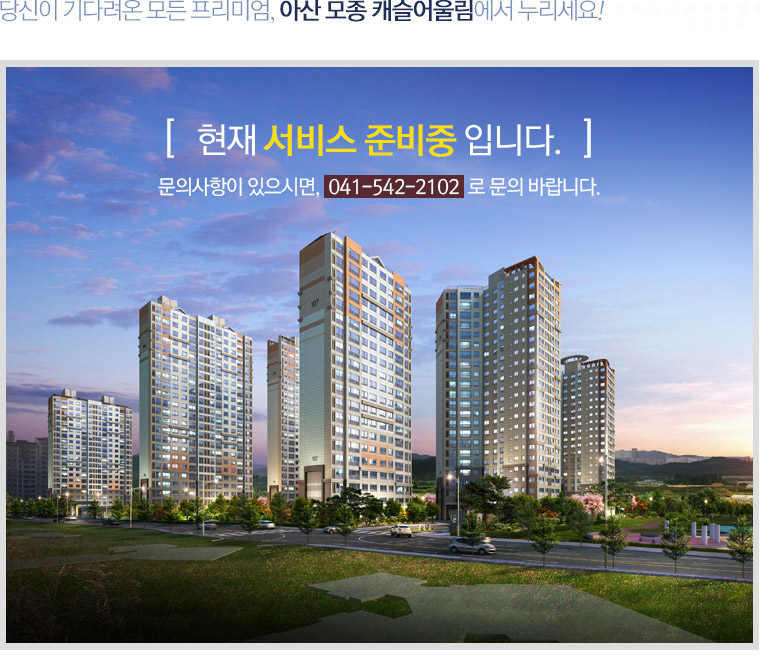 당신이 기다려온 모든 프리미엄, 아산 모종 캐슬어울림에서 누리세요!
[ 현재 서비스 준비중 입니다. ]
문의사항이 있으시면, 041-542-2102 로 문의 바랍니다.
107
107